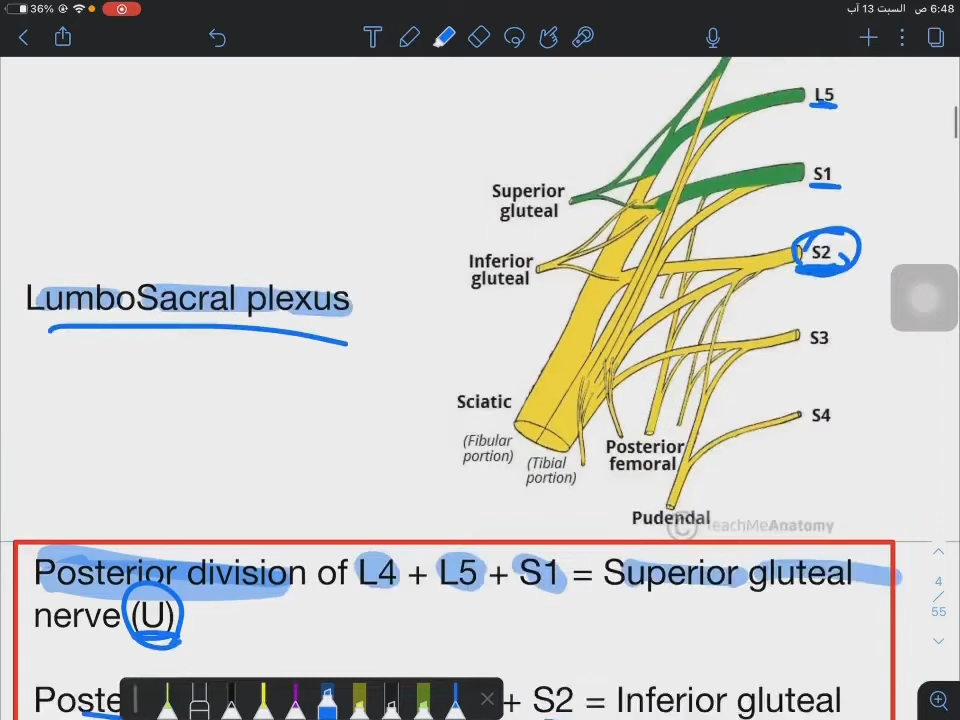 36%
السبت 13 آب
6:48 ص
L5
S1
Superior
gluteal
S2
Inferior
gluteal
LumboSacral plexus
S3
Sciatic
S4
(Fibular
portion)
(Tibial
portion)
Posterior
femoral
Pudendal
© TeachMeAnatomy
Posterior division of L4 + L5 + S1 = Superior gluteal
nerve (U)
4
/
55
+ S2 = Inferior gluteal